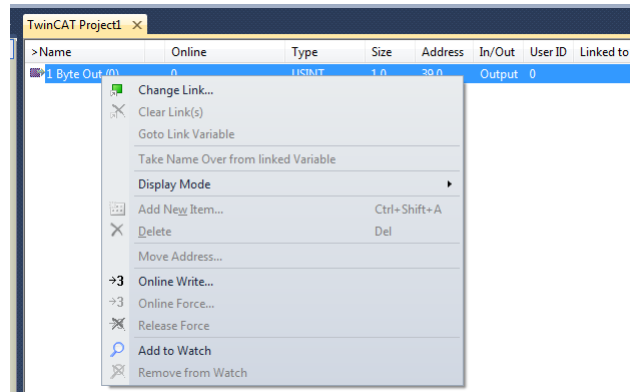 TwinCAT Project1 ×
>Name Online Type Size Address In/Out User ID Linked to
1 Byte Out (0) 0 USINT 1.0 39.0 Output 0
Change Link...
Clear Link(s)
Goto Link Variable
Take Name Over from linked Variable
Display Mode
Add New Item... Ctrl+Shift+A
Delete Del
Move Address...
→3 Online Write...
→3 Online Force...
Release Force
Add to Watch
Remove from Watch